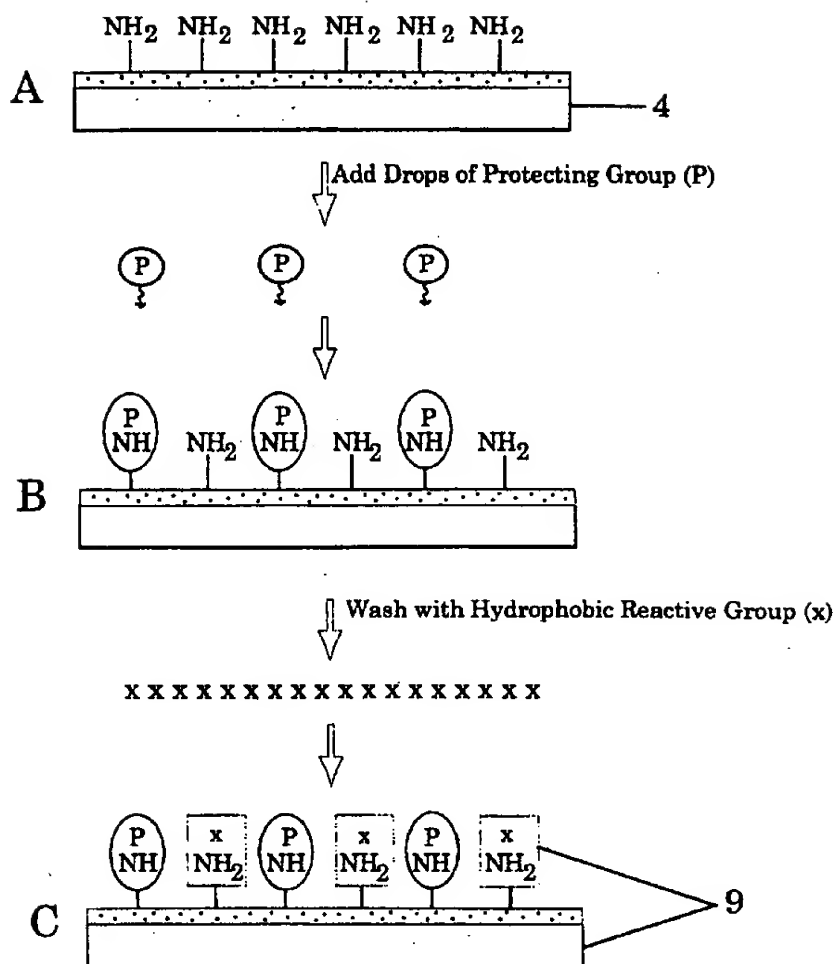 NH2 NH2 NH2 NH2 NH2 NH2
A
4
Add Drops of Protecting Group (P)
P P P
P P P
NH NH2 NH NH2 NH NH2
B
Wash with Hydrophobic Reactive Group (x)
x x x x x x x x x x x x x x x x x x
P x P x P x
NH NH2 NH NH2 NH NH2
9
C